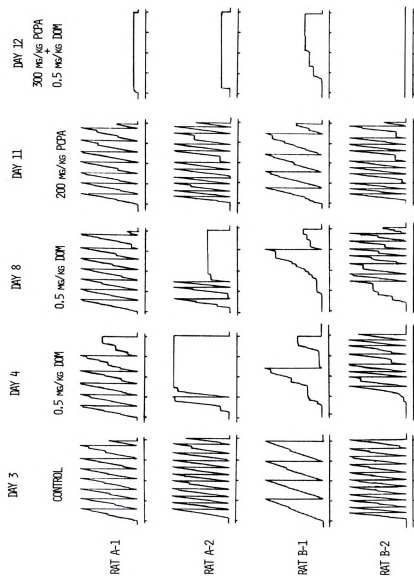 DAY 3
CONTROL
DAY 4
0.5 MG/KG DOM
DAY 8
0.5 MG/KG DOM
DAY 11
200 MG/KG PCPA
DAY 12
300 MG/KG PCPA
+
0.5 MG/KG DOM
RAT A-1
RAT A-2
RAT B-1
RAT B-2